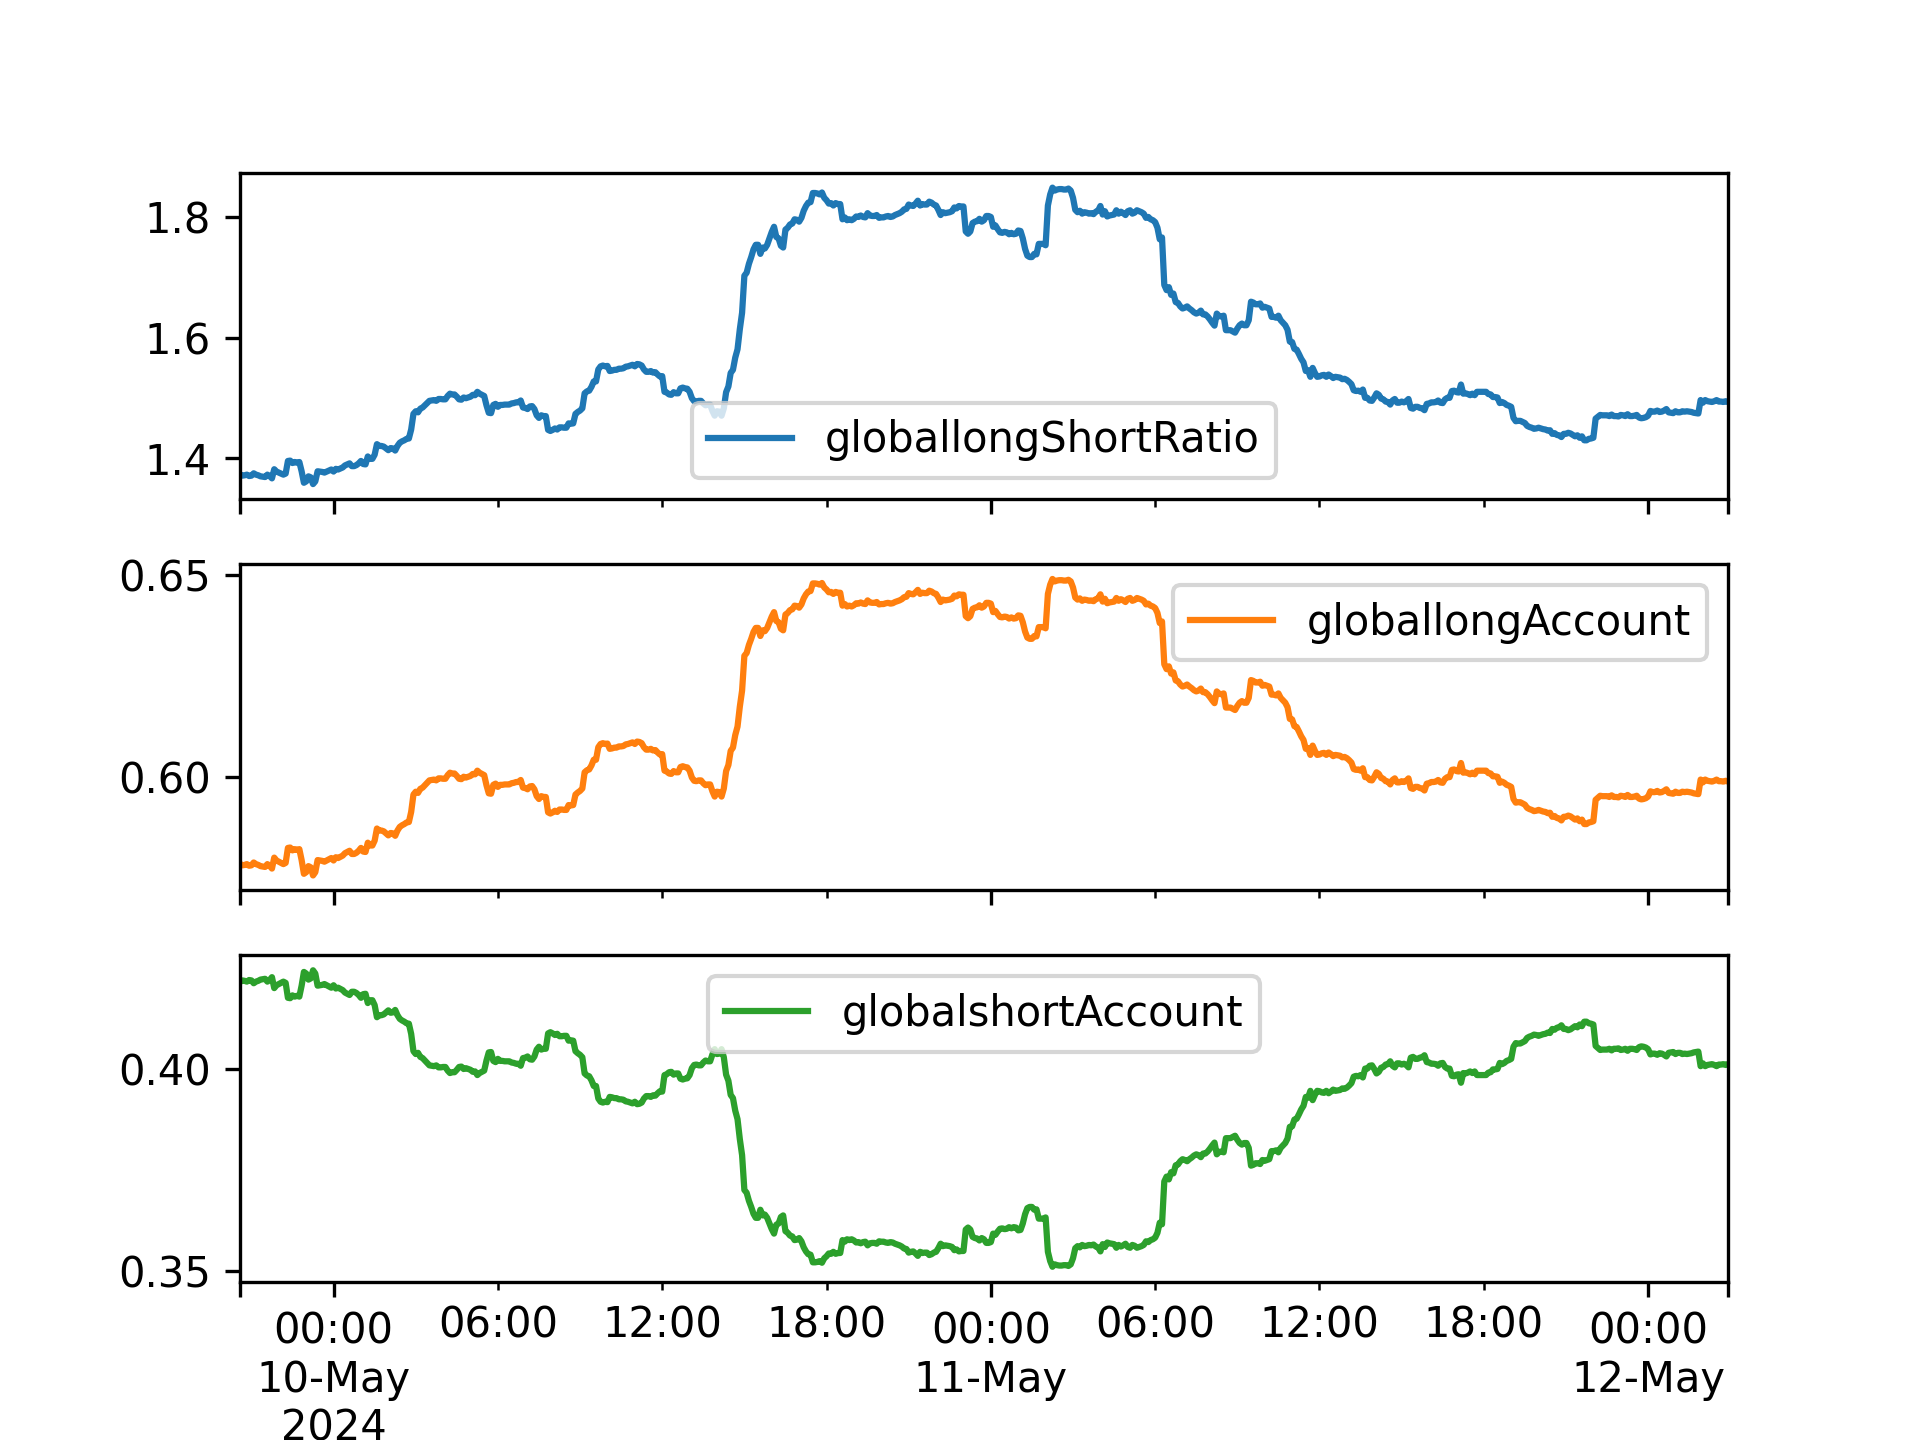 1.8
1.6
1.4
globallongShortRatio
0.65
0.60
globallongAccount
0.40
0.35
globalshortAccount
00:00 06:00 12:00 18:00 00:00 06:00 12:00 18:00 00:00
10-May 11-May 12-May
2024